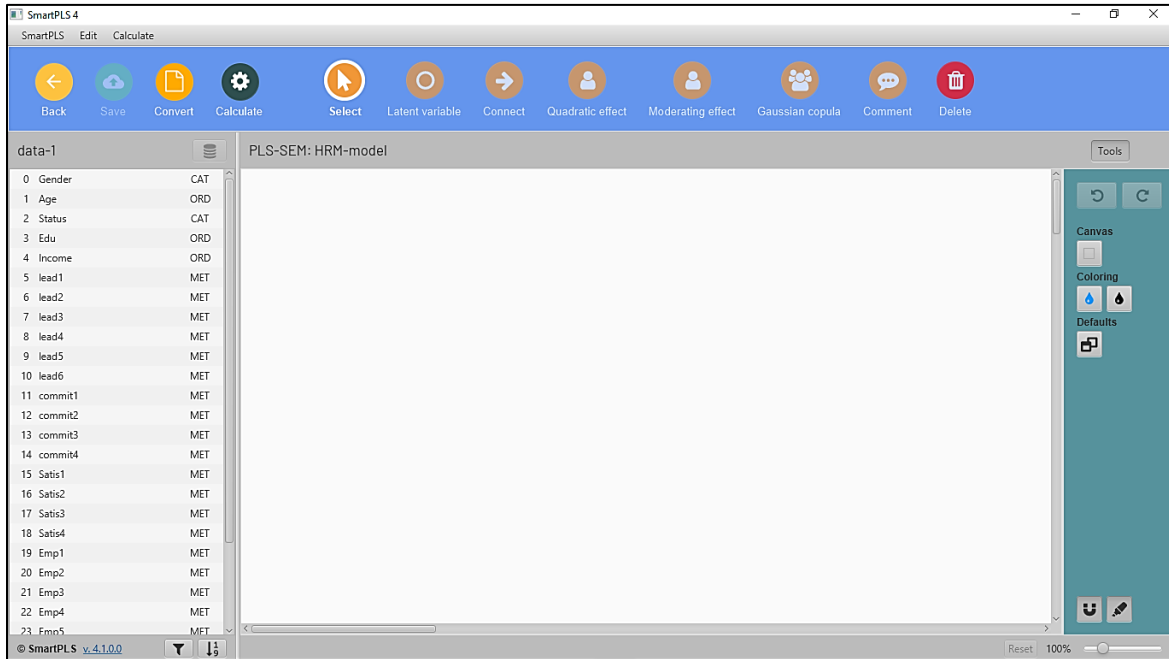 SmartPLS 4
SmartPLS Edit Calculate
Back Save Convert Calculate Select Latent variable Connect Quadratic effect Moderating effect Gaussian copula Comment Delete
data-1 PLS-SEM: HRM-model Tools
0 Gender CAT
1 Age ORD
2 Status CAT
3 Edu ORD
4 Income ORD
5 lead1 MET
6 lead2 MET
7 lead3 MET
8 lead4 MET
9 lead5 MET
10 lead6 MET
11 commit1 MET
12 commit2 MET
13 commit3 MET
14 commit4 MET
15 Satis1 MET
16 Satis2 MET
17 Satis3 MET
18 Satis4 MET
19 Emp1 MET
20 Emp2 MET
21 Emp3 MET
22 Emp4 MET
23 Emp5 MET
Canvas
Coloring
Defaults
© SmartPLS v. 4.1.0.0 Reset 100%